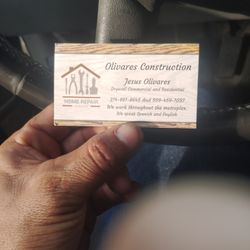 Olivares Construction
Jesus Olivares
Drywall Commercial and Residential
HOME REPAIR
We work throughout the metroplex
We speak Spanish and English